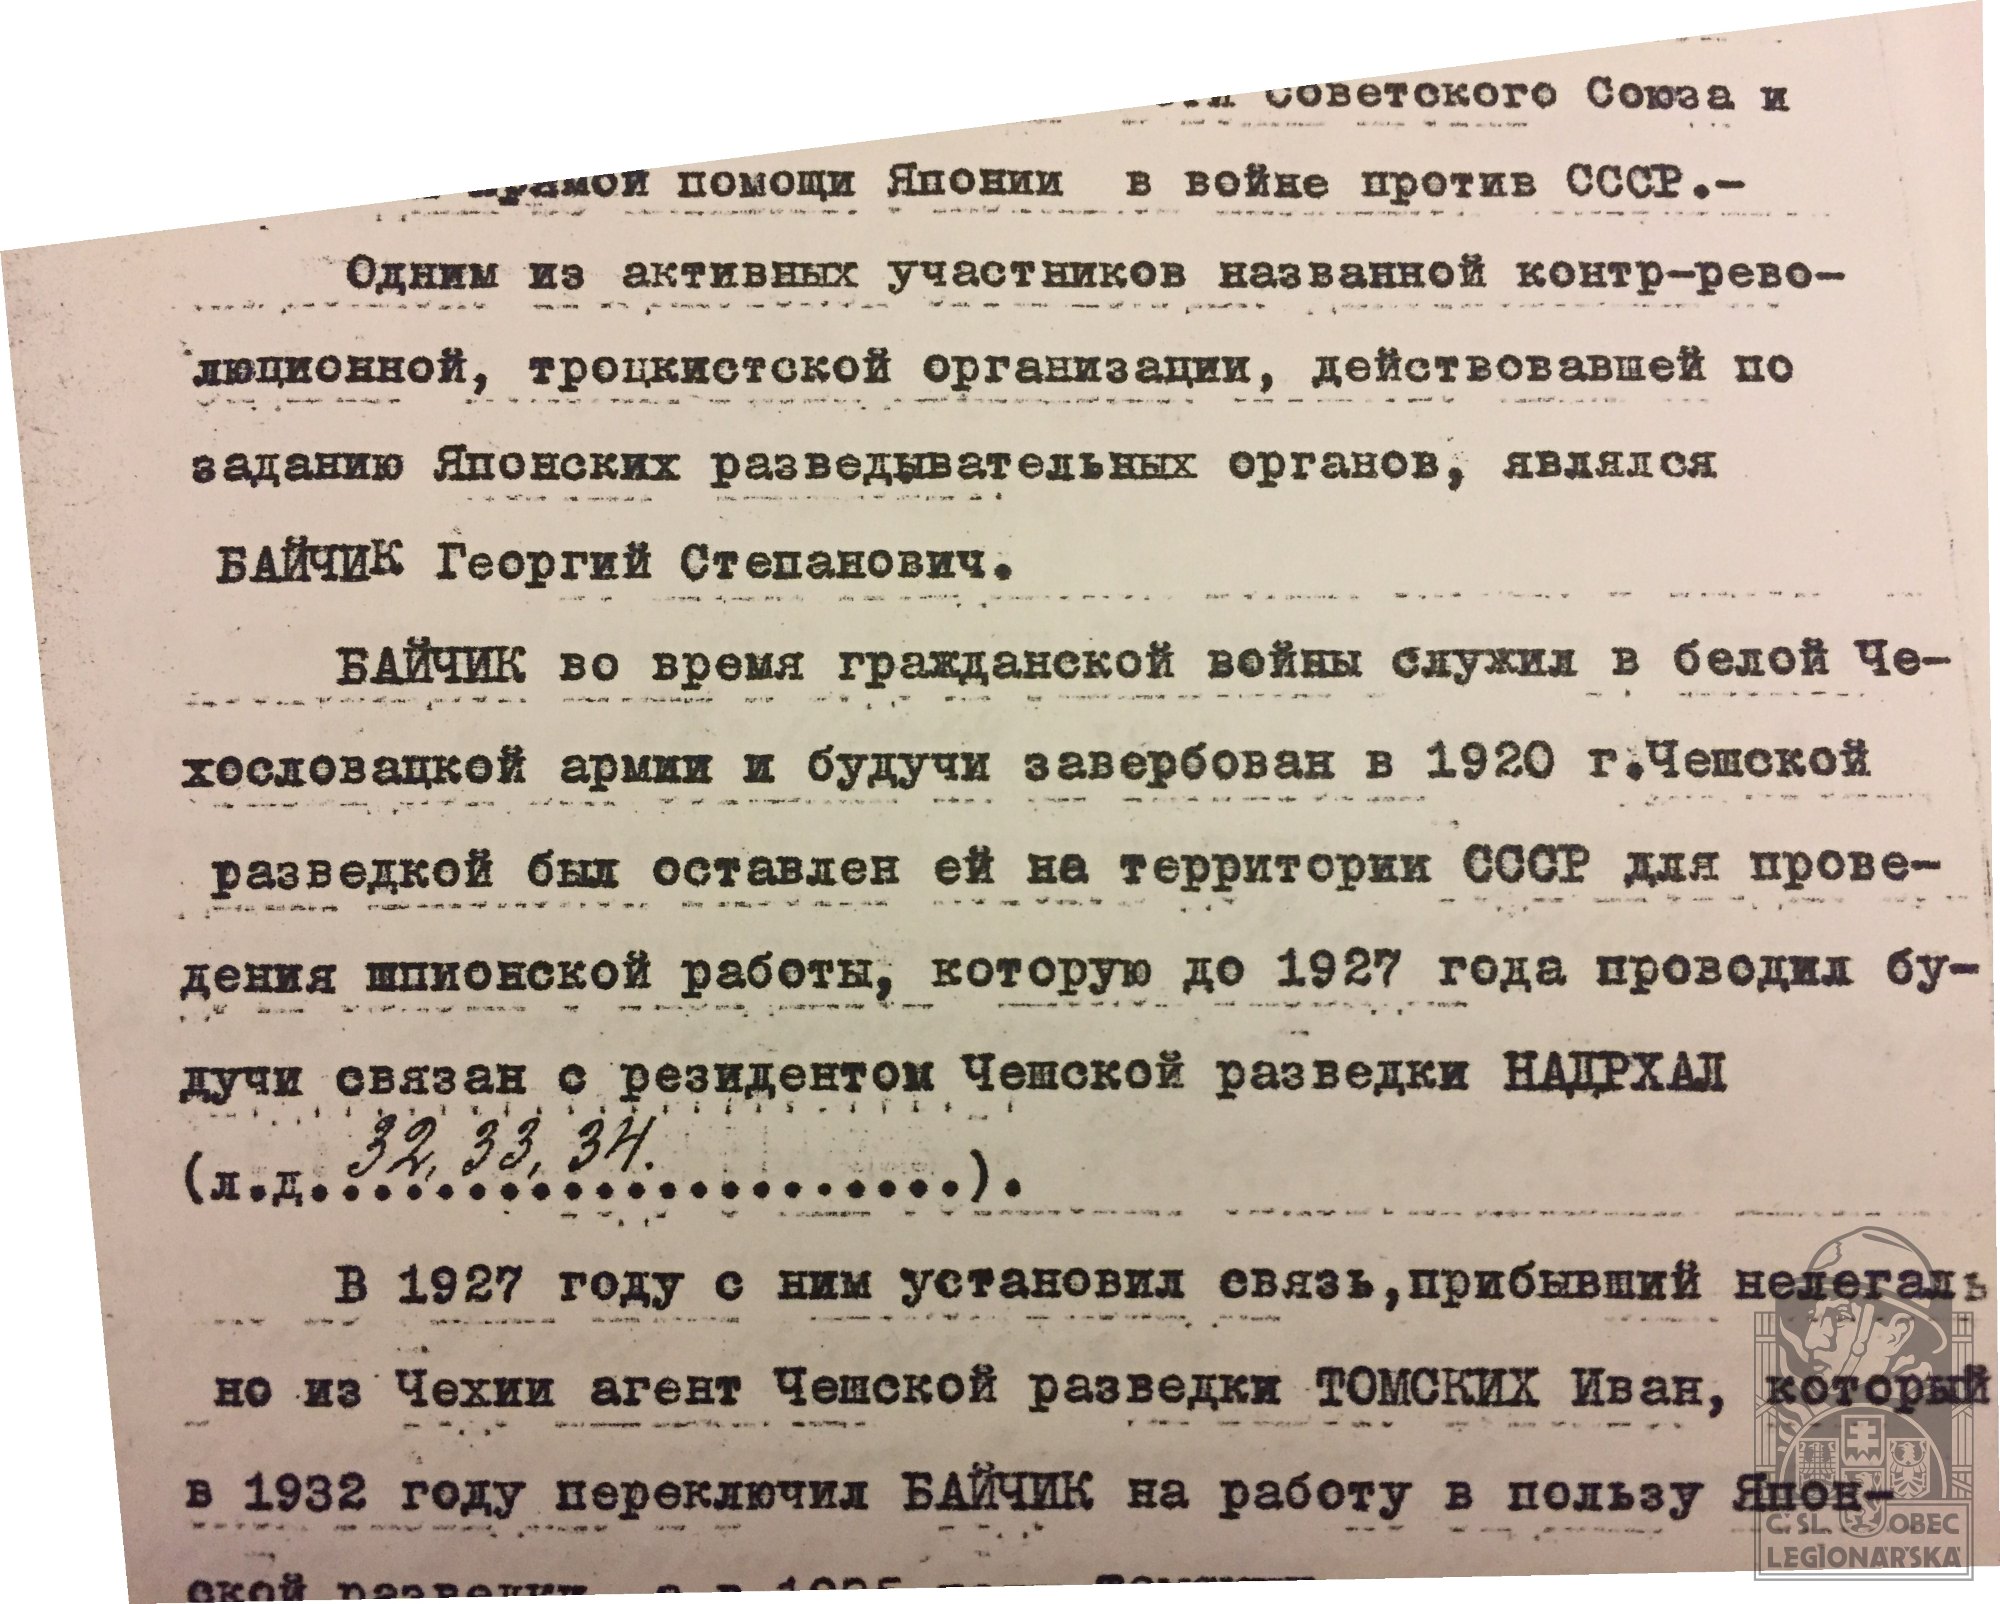 Советского Союза и
прямой помощи Японии в войне против СССР.-
Одним из активных участников названной контр-рево-
люционной, троцкистской организации, действовавшей по
заданию Японских разведывательных органов, являлся
БАЙЧИК Георгий Степанович.
БАЙЧИК во время гражданской войны служил в белой Че-
хословацкой армии и будучи завербован в 1920 г.Чешской
разведкой был оставлен ей на территории СССР для прове-
дения шпионской работы, которую до 1927 года проводил бу-
дучи связан с резидентом Чешской разведки НАДРХАЛ
32, 33, 34.
(л.д.....................).
В 1927 году с ним установил связь,прибывший нелегаль
но из Чехии агент Чешской разведки ТОМСКИХ Иван, который
в 1932 году переключил БАЙЧИК на работу в пользу Япон-
ской разведки
Č. SL. OBEC
LEGIONÁŘSKÁ